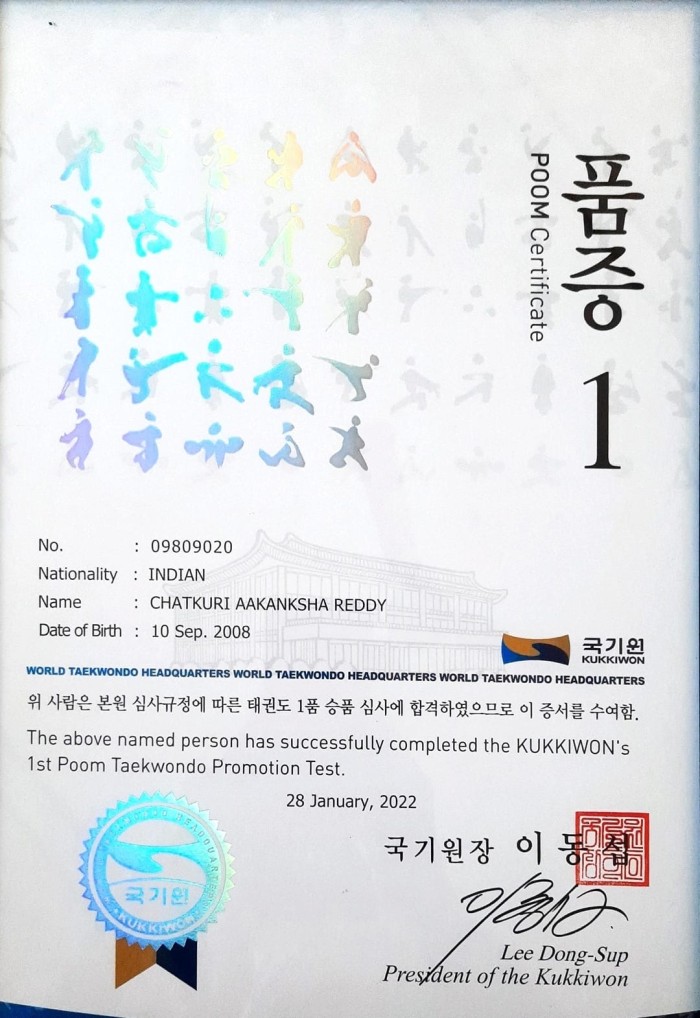 품증
POOM Certificate
1
No. : 09809020
Nationality : INDIAN
Name : CHATKURI AAKANKSHA REDDY
Date of Birth : 10 Sep. 2008
국기원
KUKKIWON
WORLD TAEKWONDO HEADQUARTERS WORLD TAEKWONDO HEADQUARTERS WORLD TAEKWONDO HEADQUARTERS
위 사람은 본원 심사규정에 따른 태권도 1품 승품 심사에 합격하였으므로 이 증서를 수여함.
The above named person has successfully completed the KUKKIWON's
1st Poom Taekwondo Promotion Test.
28 January, 2022
국기원장 이동섭
Lee Dong-Sup
President of the Kukkiwon
WORLD TAEKWONDO HEADQUARTERS
국기원
KUKKIWON